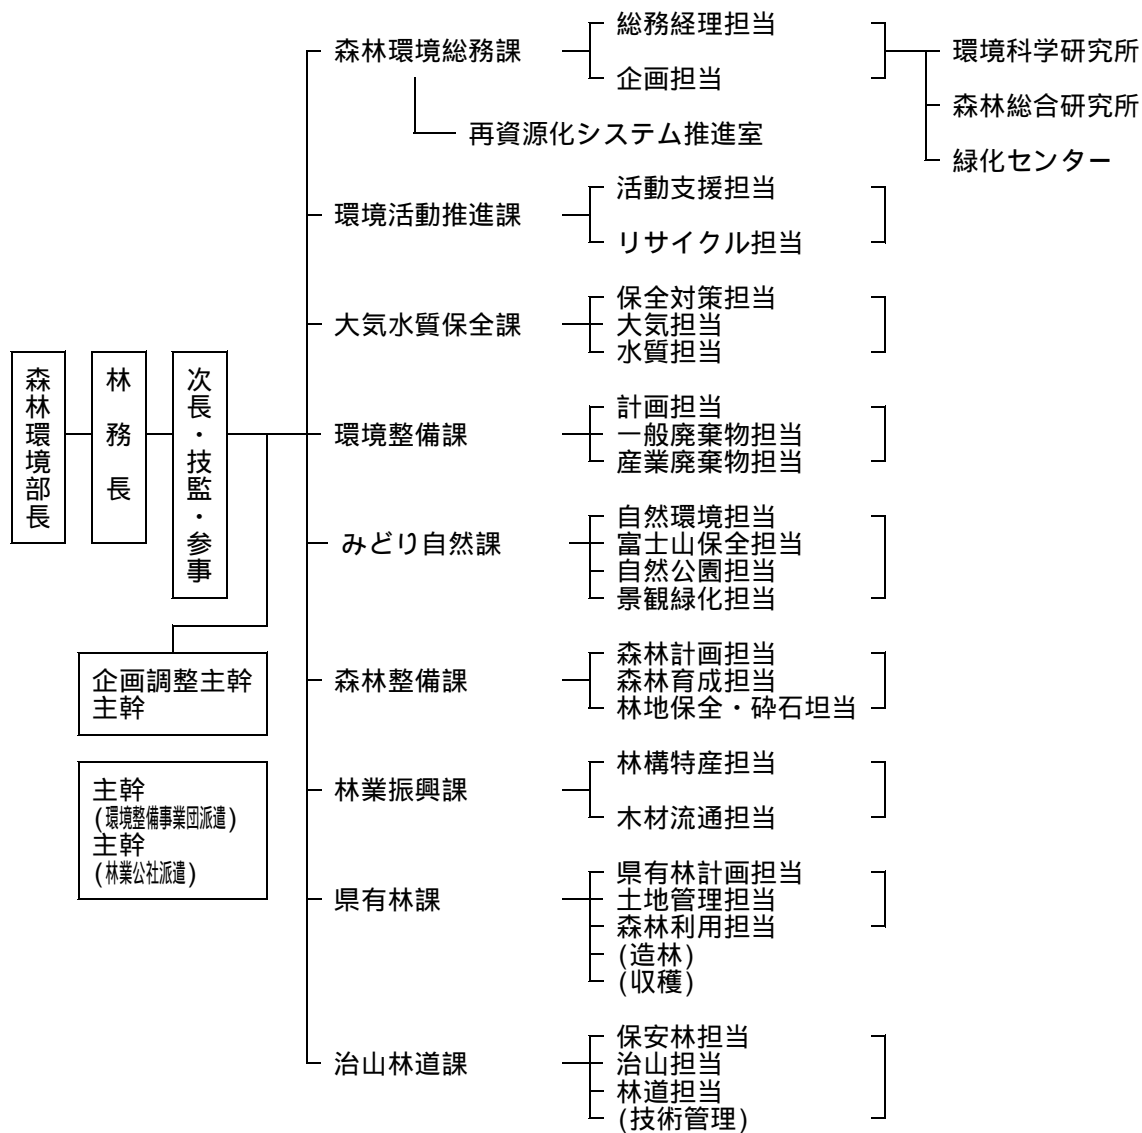 森林環境部長
林務長
次長・技監・参事
企画調整主幹
主幹
主幹
(環境整備事業団派遣)
主幹
(林業公社派遣)
森林環境総務課
総務経理担当
企画担当
再資源化システム推進室
環境科学研究所
森林総合研究所
緑化センター
環境活動推進課
活動支援担当
リサイクル担当
大気水質保全課
保全対策担当
大気担当
水質担当
環境整備課
計画担当
一般廃棄物担当
産業廃棄物担当
みどり自然課
自然環境担当
富士山保全担当
自然公園担当
景観緑化担当
森林整備課
森林計画担当
森林育成担当
林地保全・砕石担当
林業振興課
林構特産担当
木材流通担当
県有林課
県有林計画担当
土地管理担当
森林利用担当
(造林)
(収穫)
治山林道課
保安林担当
治山担当
林道担当
(技術管理)